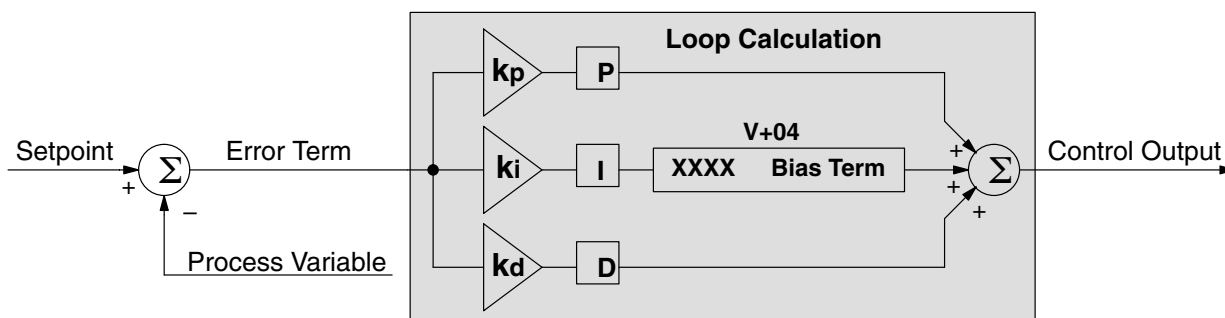 Loop Calculation
kp
P
V+04
Setpoint
+
Σ
−
Error Term
ki
I
XXXX Bias Term
+
+
+
Σ
Control Output
Process Variable
kd
D